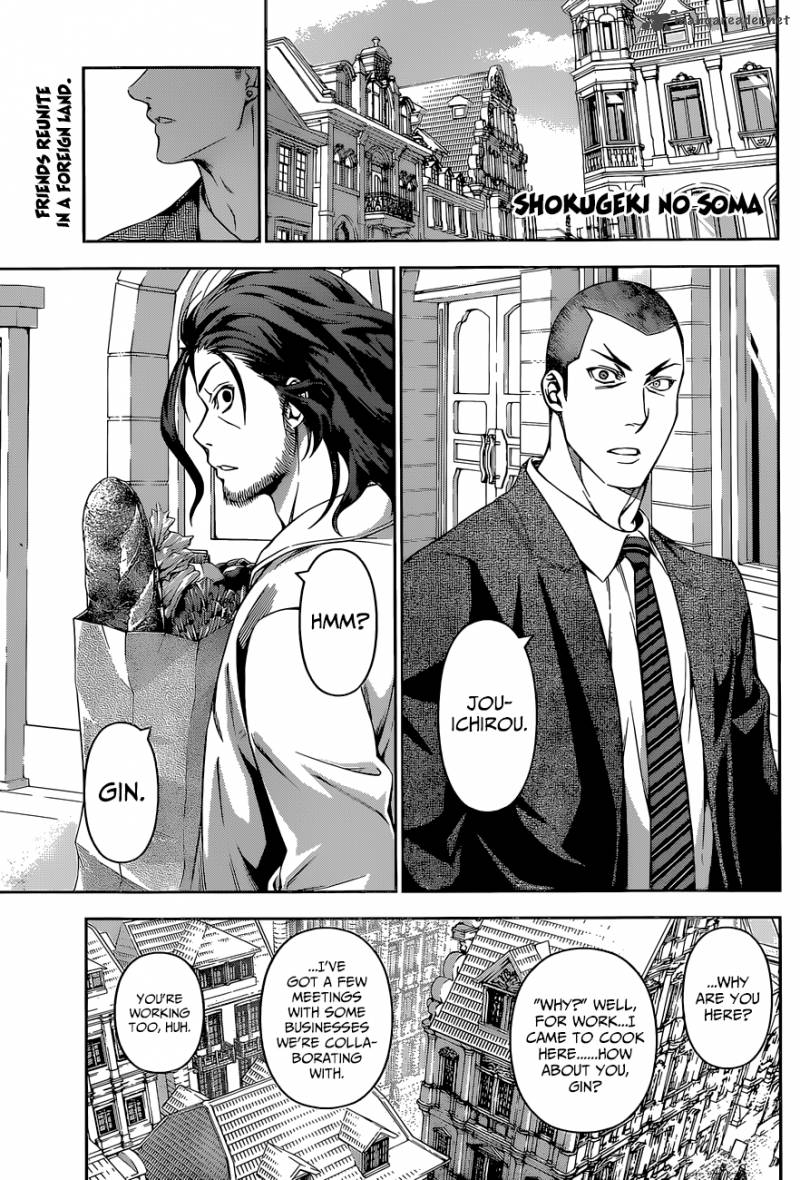 mangareader.net
SHOKUGEKI NO SOMA
FRIENDS REUNITE
IN A FOREIGN LAND.
JOU-
ICHIROU.
HMM?
GIN.
...WHY
ARE YOU
HERE?
"WHY?" WELL,
FOR WORK...I
CAME TO COOK
HERE......HOW
ABOUT YOU,
GIN?
...I'VE
GOT A FEW
MEETINGS
WITH SOME
BUSINESSES
WE'RE COLLA-
BORATING
WITH.
YOU'RE
WORKING
TOO, HUH.